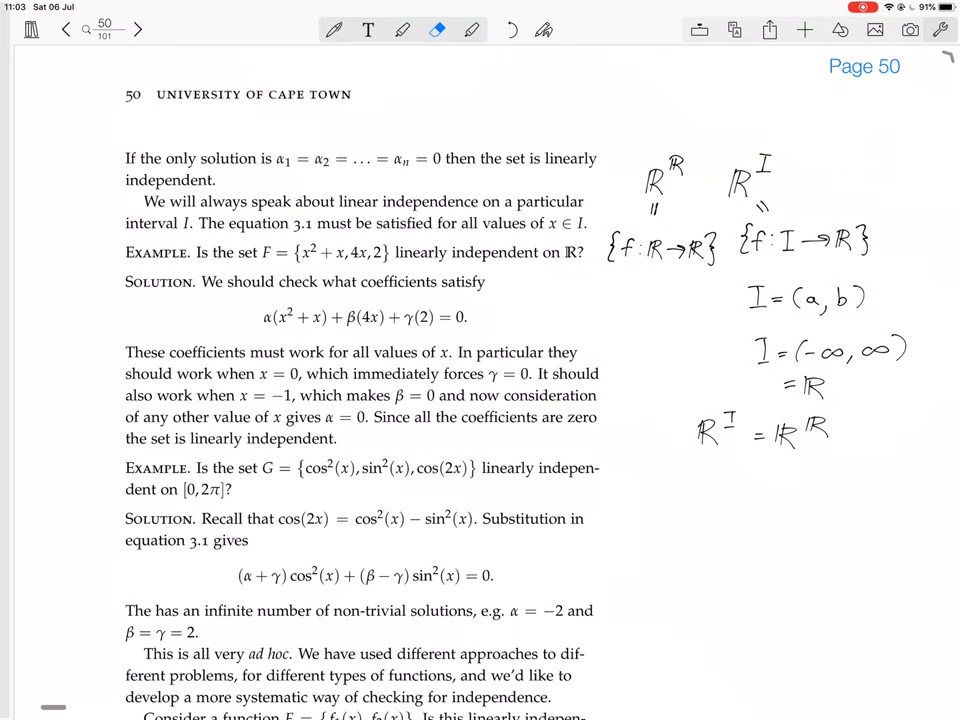 11:03 Sat 06 Jul
91%
50
101
T
Page 50
50 UNIVERSITY OF CAPE TOWN
If the only solution is α₁ = α₂ = … = αₙ = 0 then the set is linearly
independent.
We will always speak about linear independence on a particular
interval I. The equation 3.1 must be satisfied for all values of x ∈ I.
EXAMPLE. Is the set F = {x² + x, 4x, 2} linearly independent on ℝ?
SOLUTION. We should check what coefficients satisfy
α(x² + x) + β(4x) + γ(2) = 0.
These coefficients must work for all values of x. In particular they
should work when x = 0, which immediately forces γ = 0. It should
also work when x = −1, which makes β = 0 and now consideration
of any other value of x gives α = 0. Since all the coefficients are zero
the set is linearly independent.
EXAMPLE. Is the set G = {cos²(x), sin²(x), cos(2x)} linearly indepen-
dent on [0, 2π]?
SOLUTION. Recall that cos(2x) = cos²(x) − sin²(x). Substitution in
equation 3.1 gives
(α + γ) cos²(x) + (β − γ) sin²(x) = 0.
The has an infinite number of non-trivial solutions, e.g. α = −2 and
β = γ = 2.
This is all very ad hoc. We have used different approaches to dif-
ferent problems, for different types of functions, and we'd like to
develop a more systematic way of checking for independence.
Consider a function F = {f₁(x), f₂(x)}. Is this linearly indepen-
ℝ^ℝ ℝ^I
= =
{f : ℝ → ℝ} {f : I → ℝ}
I = (a, b)
I = (−∞, ∞)
= ℝ
ℝ^I = ℝ^ℝ